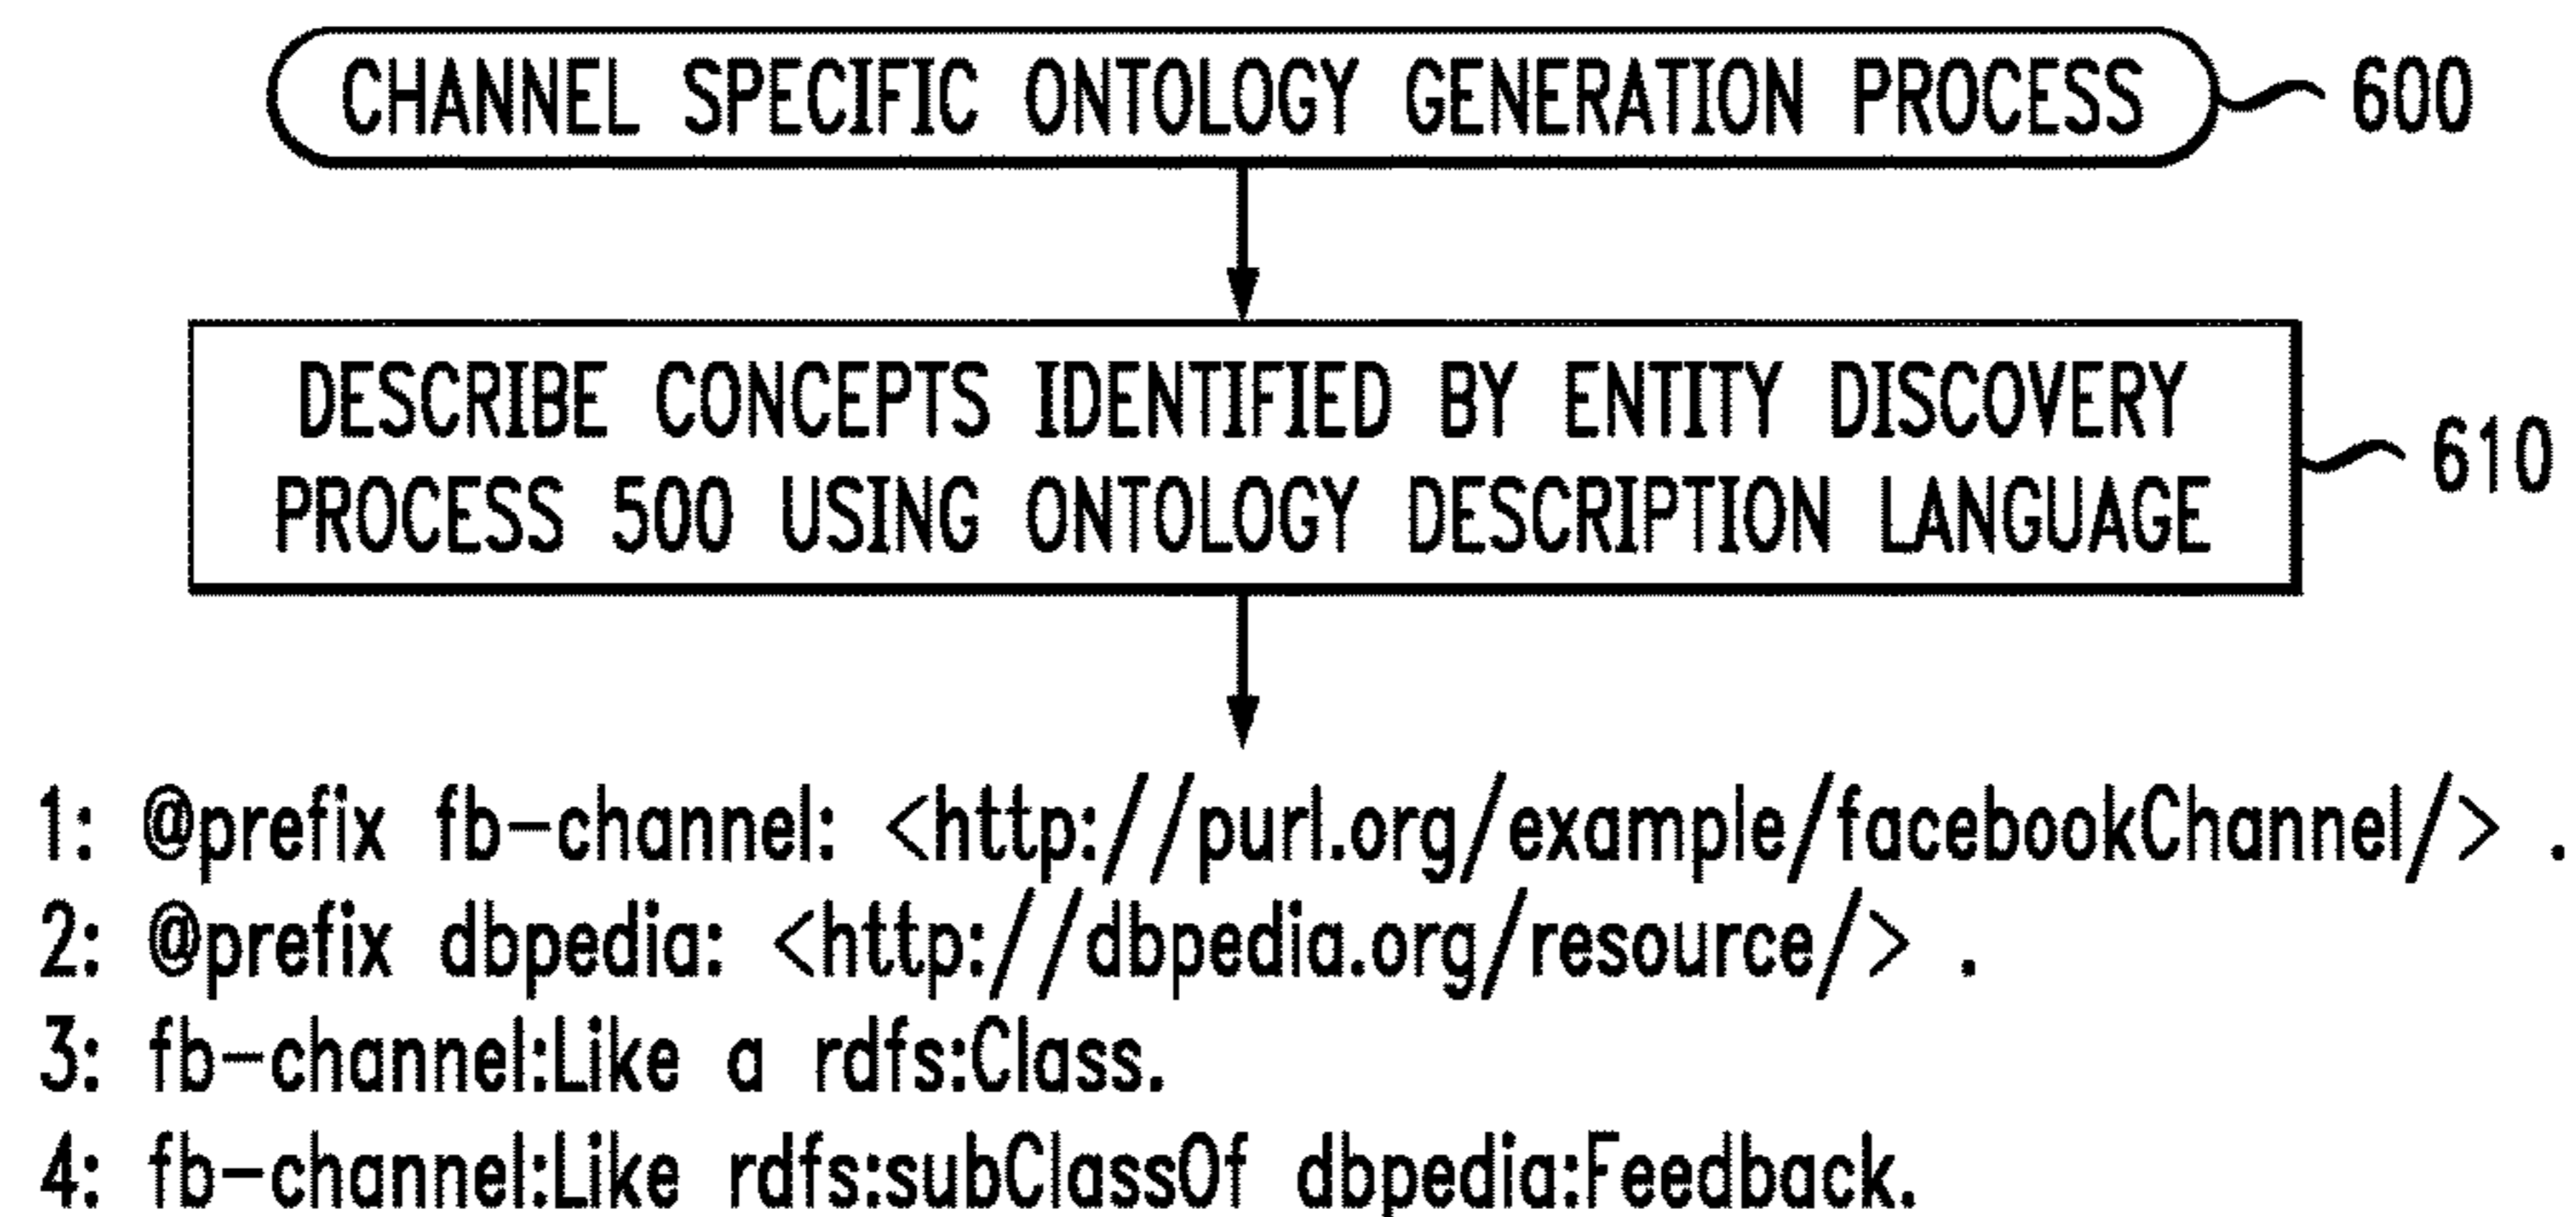 CHANNEL SPECIFIC ONTOLOGY GENERATION PROCESS 600
DESCRIBE CONCEPTS IDENTIFIED BY ENTITY DISCOVERY
PROCESS 500 USING ONTOLOGY DESCRIPTION LANGUAGE
610
1: @prefix fb-channel: <http://purl.org/example/facebookChannel/> .
2: @prefix dbpedia: <http://dbpedia.org/resource/> .
3: fb-channel:Like a rdfs:Class.
4: fb-channel:Like rdfs:subClassOf dbpedia:Feedback.